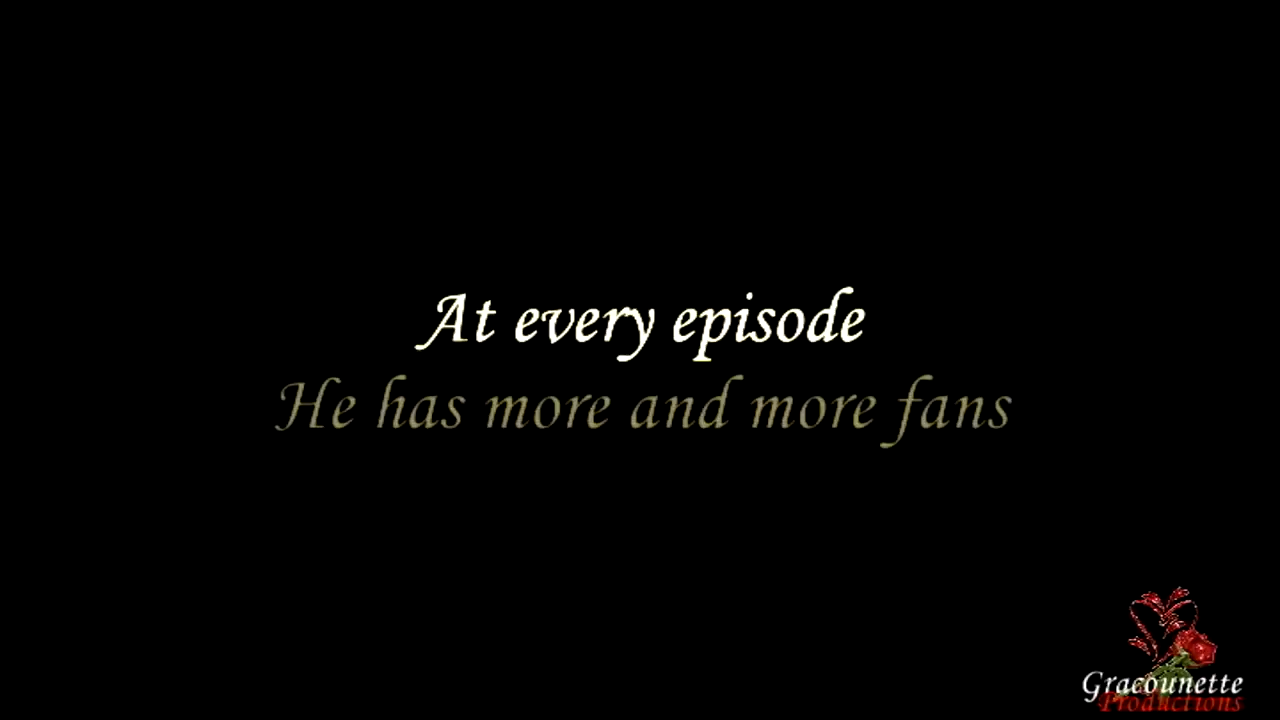 At every episode
He has more and more fans
Gracounette
Productions